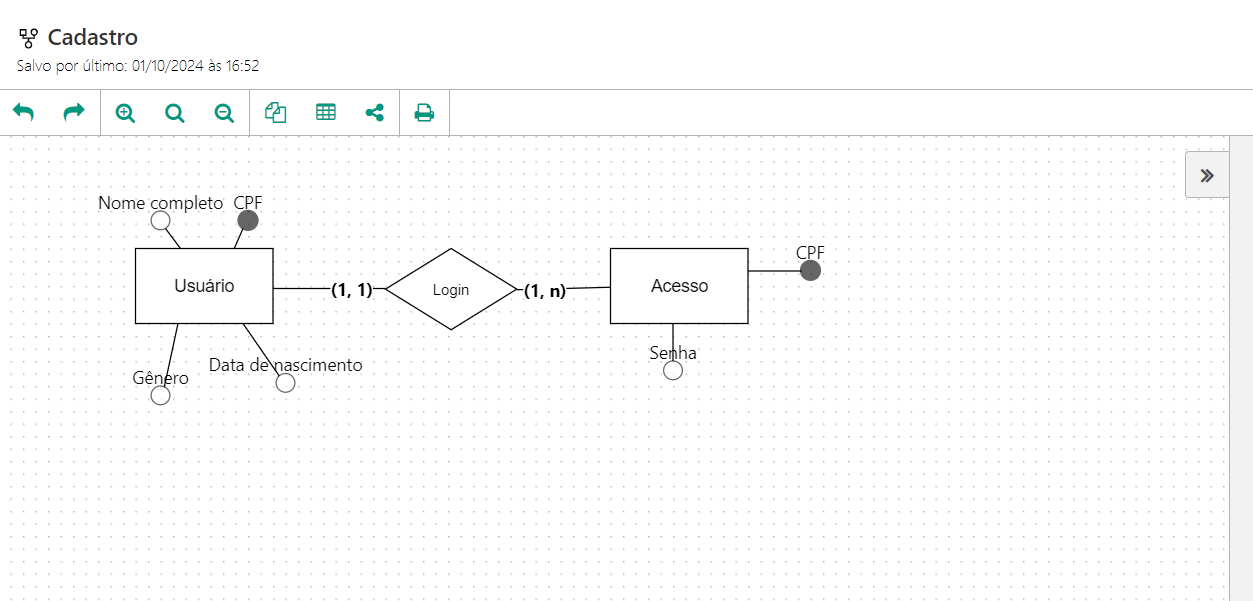 Cadastro
Salvo por último: 01/10/2024 às 16:52
Nome completo CPF
Usuário
(1, 1)
Login
(1, n)
Acesso
CPF
Gênero
Data de nascimento
Senha